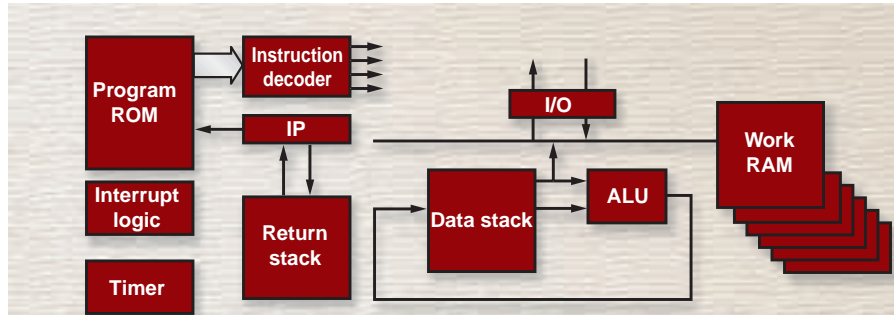 Program
ROM
Instruction
decoder
IP
Interrupt
logic
Return
stack
Timer
I/O
Data stack
ALU
Work
RAM